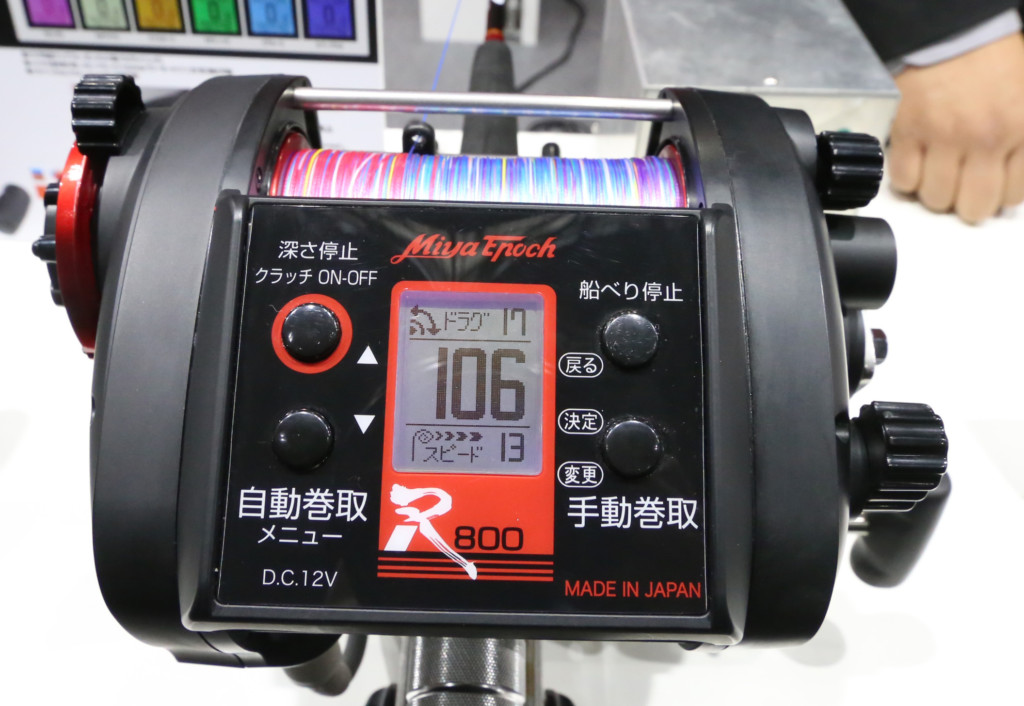 深さ停止
クラッチ ON-OFF
Miya Epoch
船べり停止
ドラグ 17
106
スピード 13
戻る
決定
変更
自動巻取
メニュー
手動巻取
R
800
D.C.12V
MADE IN JAPAN